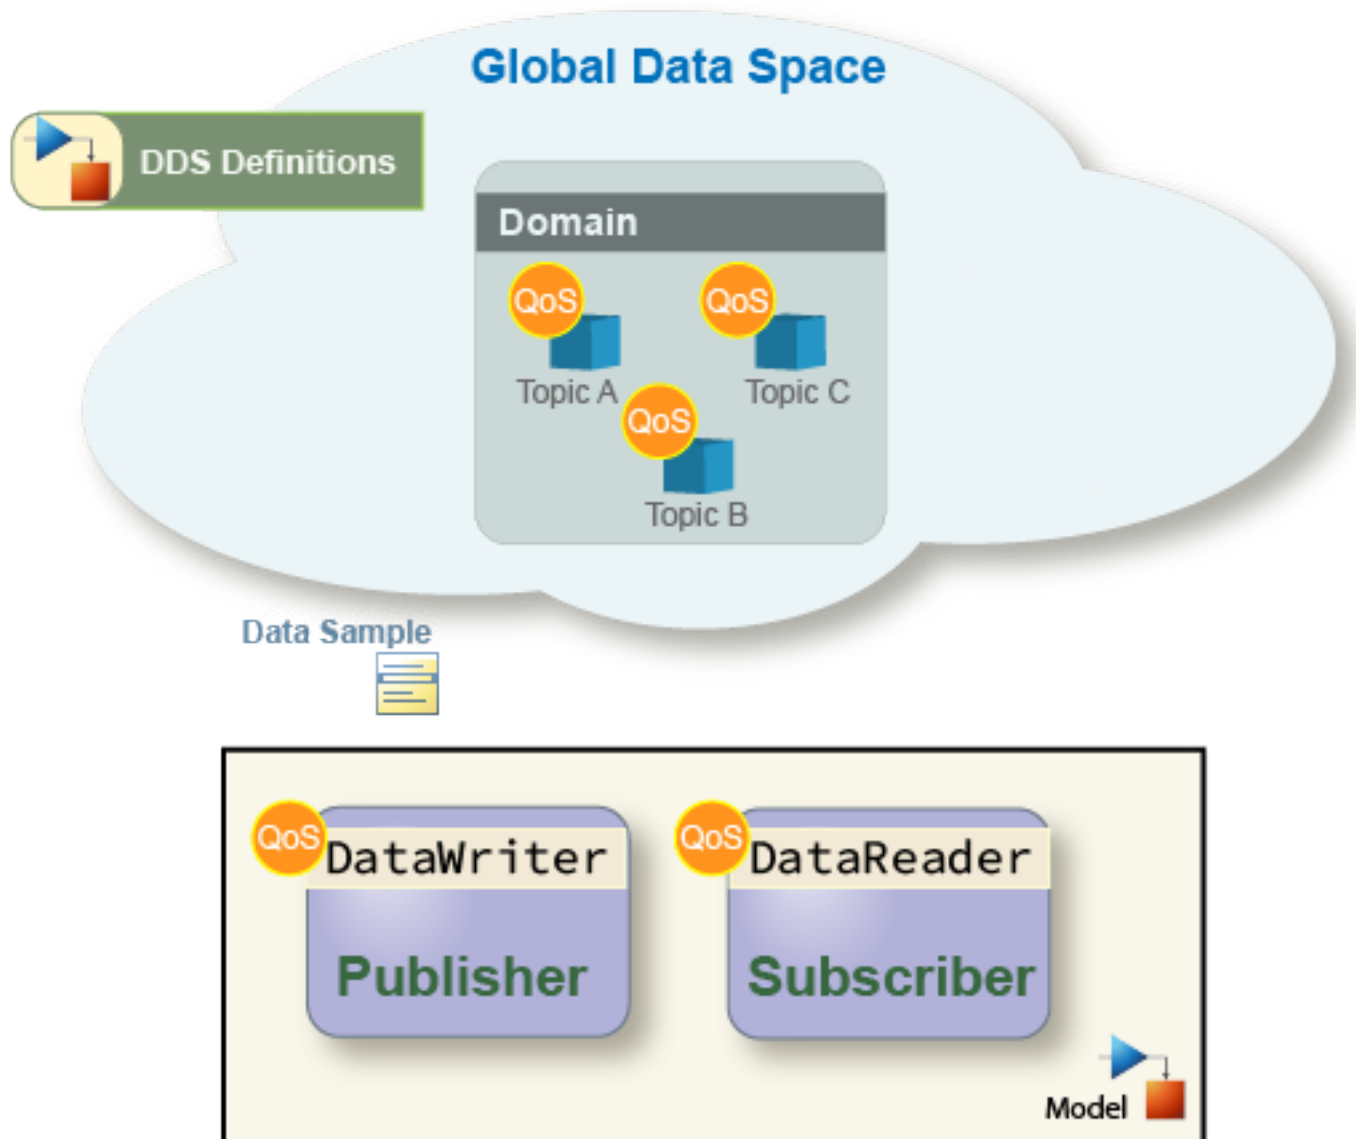 Global Data Space
DDS Definitions
Domain
QoS
QoS
Topic A
Topic C
QoS
Topic B
Data Sample
QoS
DataWriter
QoS
DataReader
Publisher
Subscriber
Model